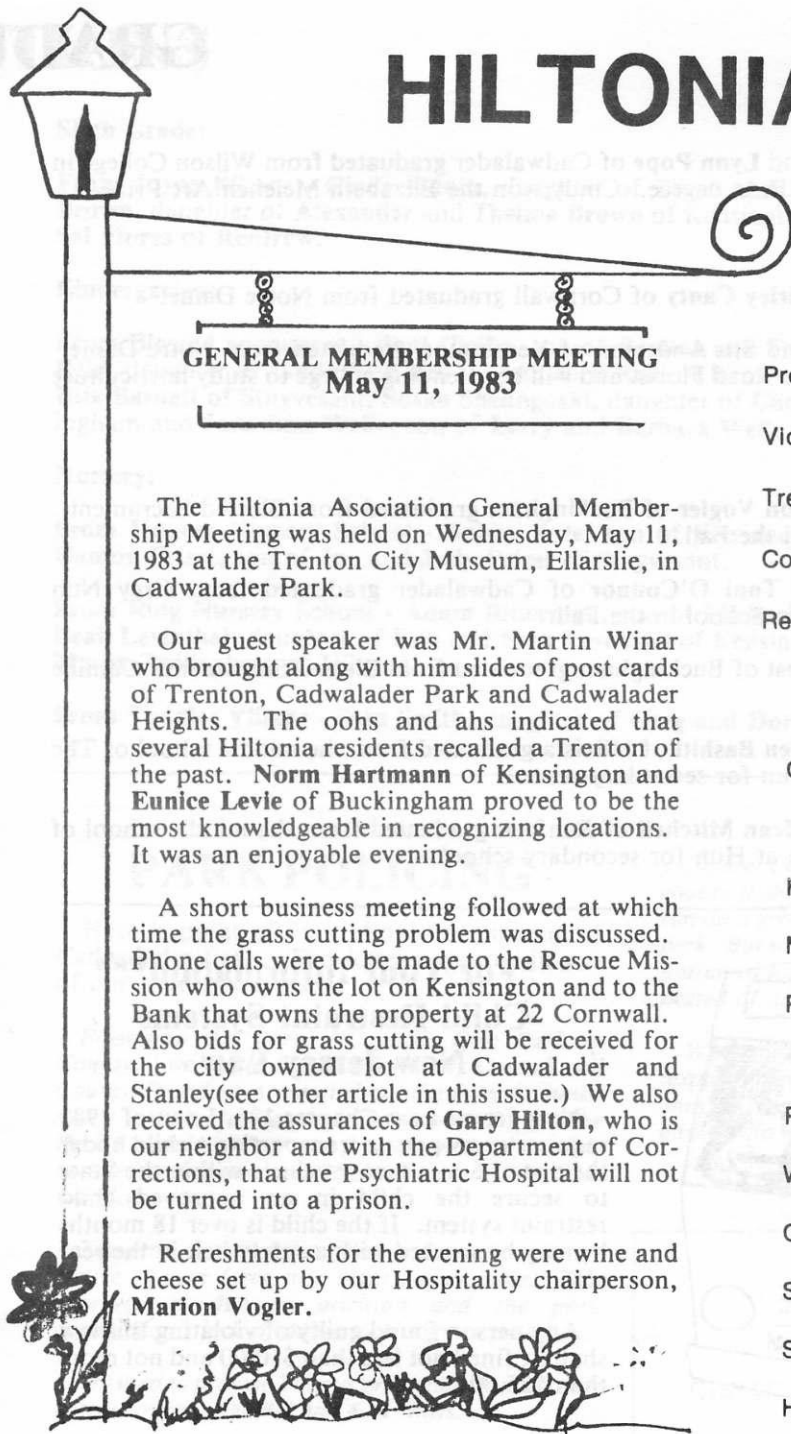 HILTONIA
GENERAL MEMBERSHIP MEETING
May 11, 1983
The Hiltonia Asociation General Member-
ship Meeting was held on Wednesday, May 11,
1983 at the Trenton City Museum, Ellarslie, in
Cadwalader Park.
Our guest speaker was Mr. Martin Winar
who brought along with him slides of post cards
of Trenton, Cadwalader Park and Cadwalader
Heights. The oohs and ahs indicated that
several Hiltonia residents recalled a Trenton of
the past. Norm Hartmann of Kensington and
Eunice Levie of Buckingham proved to be the
most knowledgeable in recognizing locations.
It was an enjoyable evening.
A short business meeting followed at which
time the grass cutting problem was discussed.
Phone calls were to be made to the Rescue Mis-
sion who owns the lot on Kensington and to the
Bank that owns the property at 22 Cornwall.
Also bids for grass cutting will be received for
the city owned lot at Cadwalader and
Stanley(see other article in this issue.) We also
received the assurances of Gary Hilton, who is
our neighbor and with the Department of Cor-
rections, that the Psychiatric Hospital will not
be turned into a prison.
Refreshments for the evening were wine and
cheese set up by our Hospitality chairperson,
Marion Vogler.
Pre
Vic
Tre
Co
Re